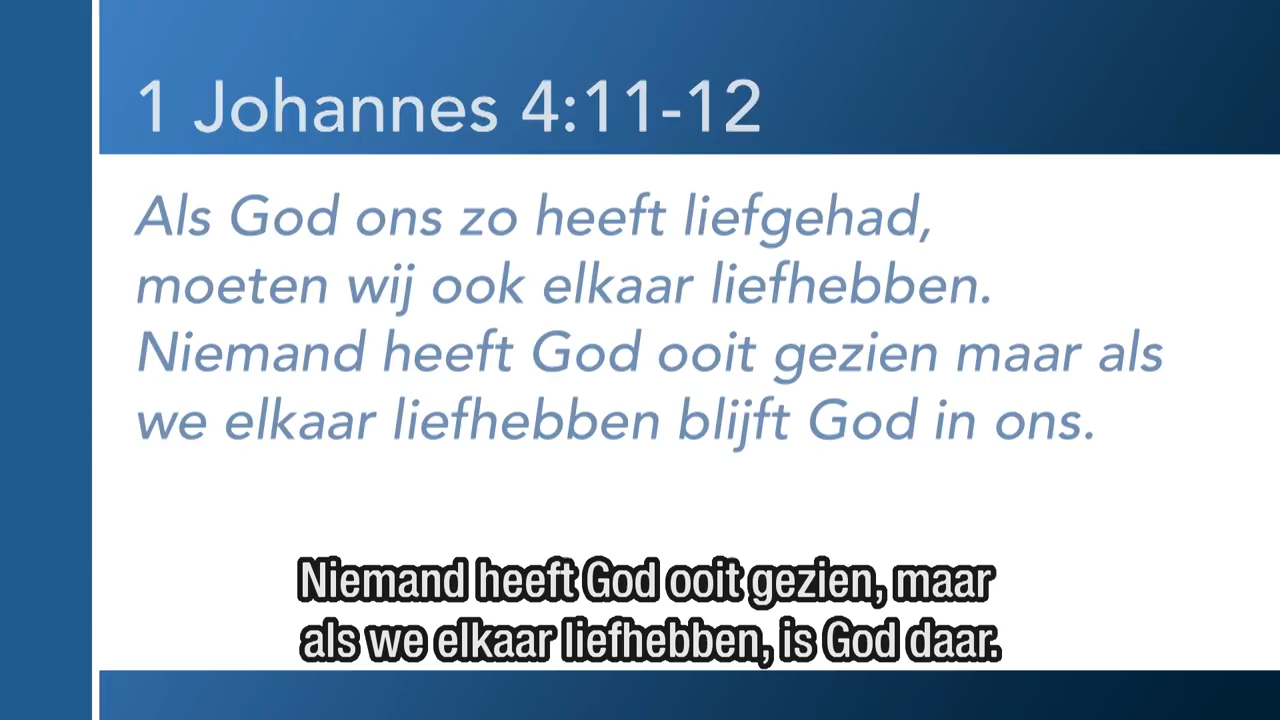 1 Johannes 4:11-12
Als God ons zo heeft liefgehad,
moeten wij ook elkaar liefhebben.
Niemand heeft God ooit gezien maar als
we elkaar liefhebben blijft God in ons.
Niemand heeft God ooit gezien, maar
als we elkaar liefhebben, is God daar.